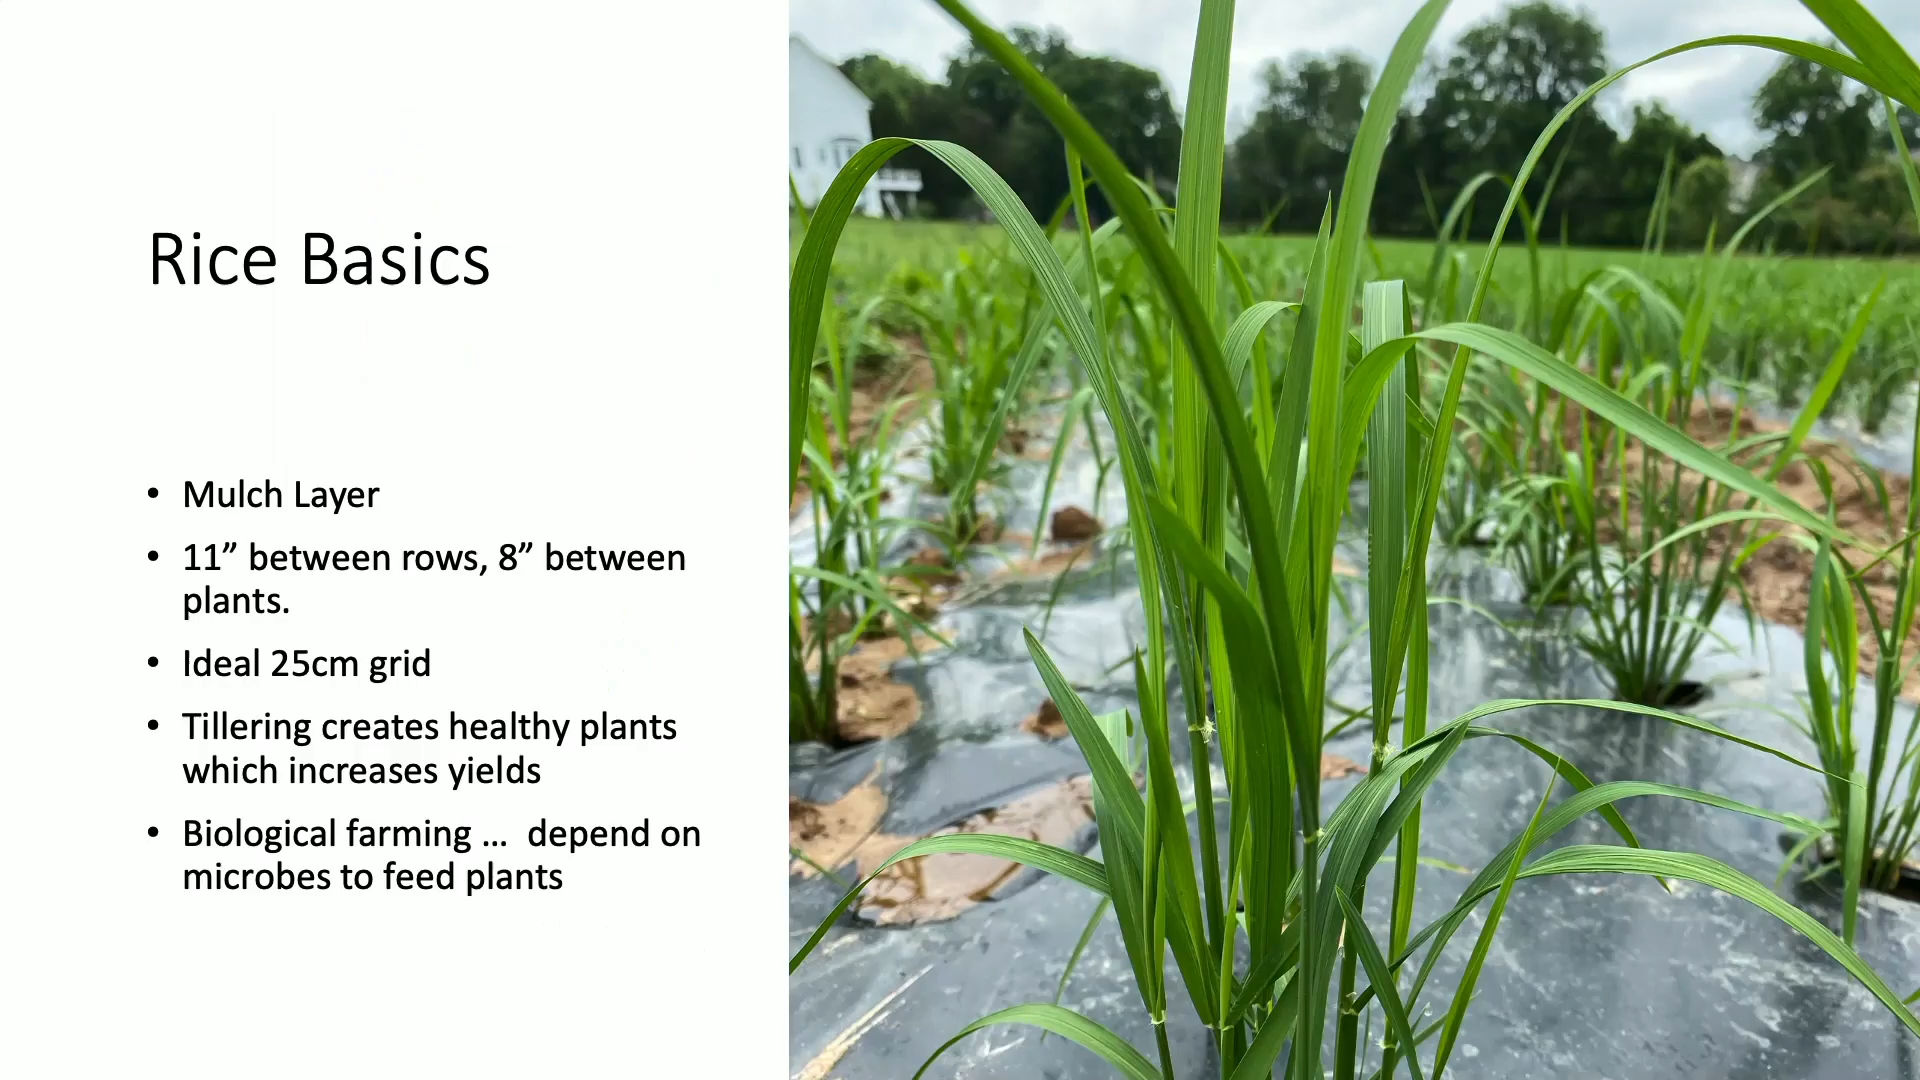 Rice Basics
• Mulch Layer
• 11” between rows, 8” between
plants.
• Ideal 25cm grid
• Tillering creates healthy plants
which increases yields
• Biological farming ...  depend on
microbes to feed plants